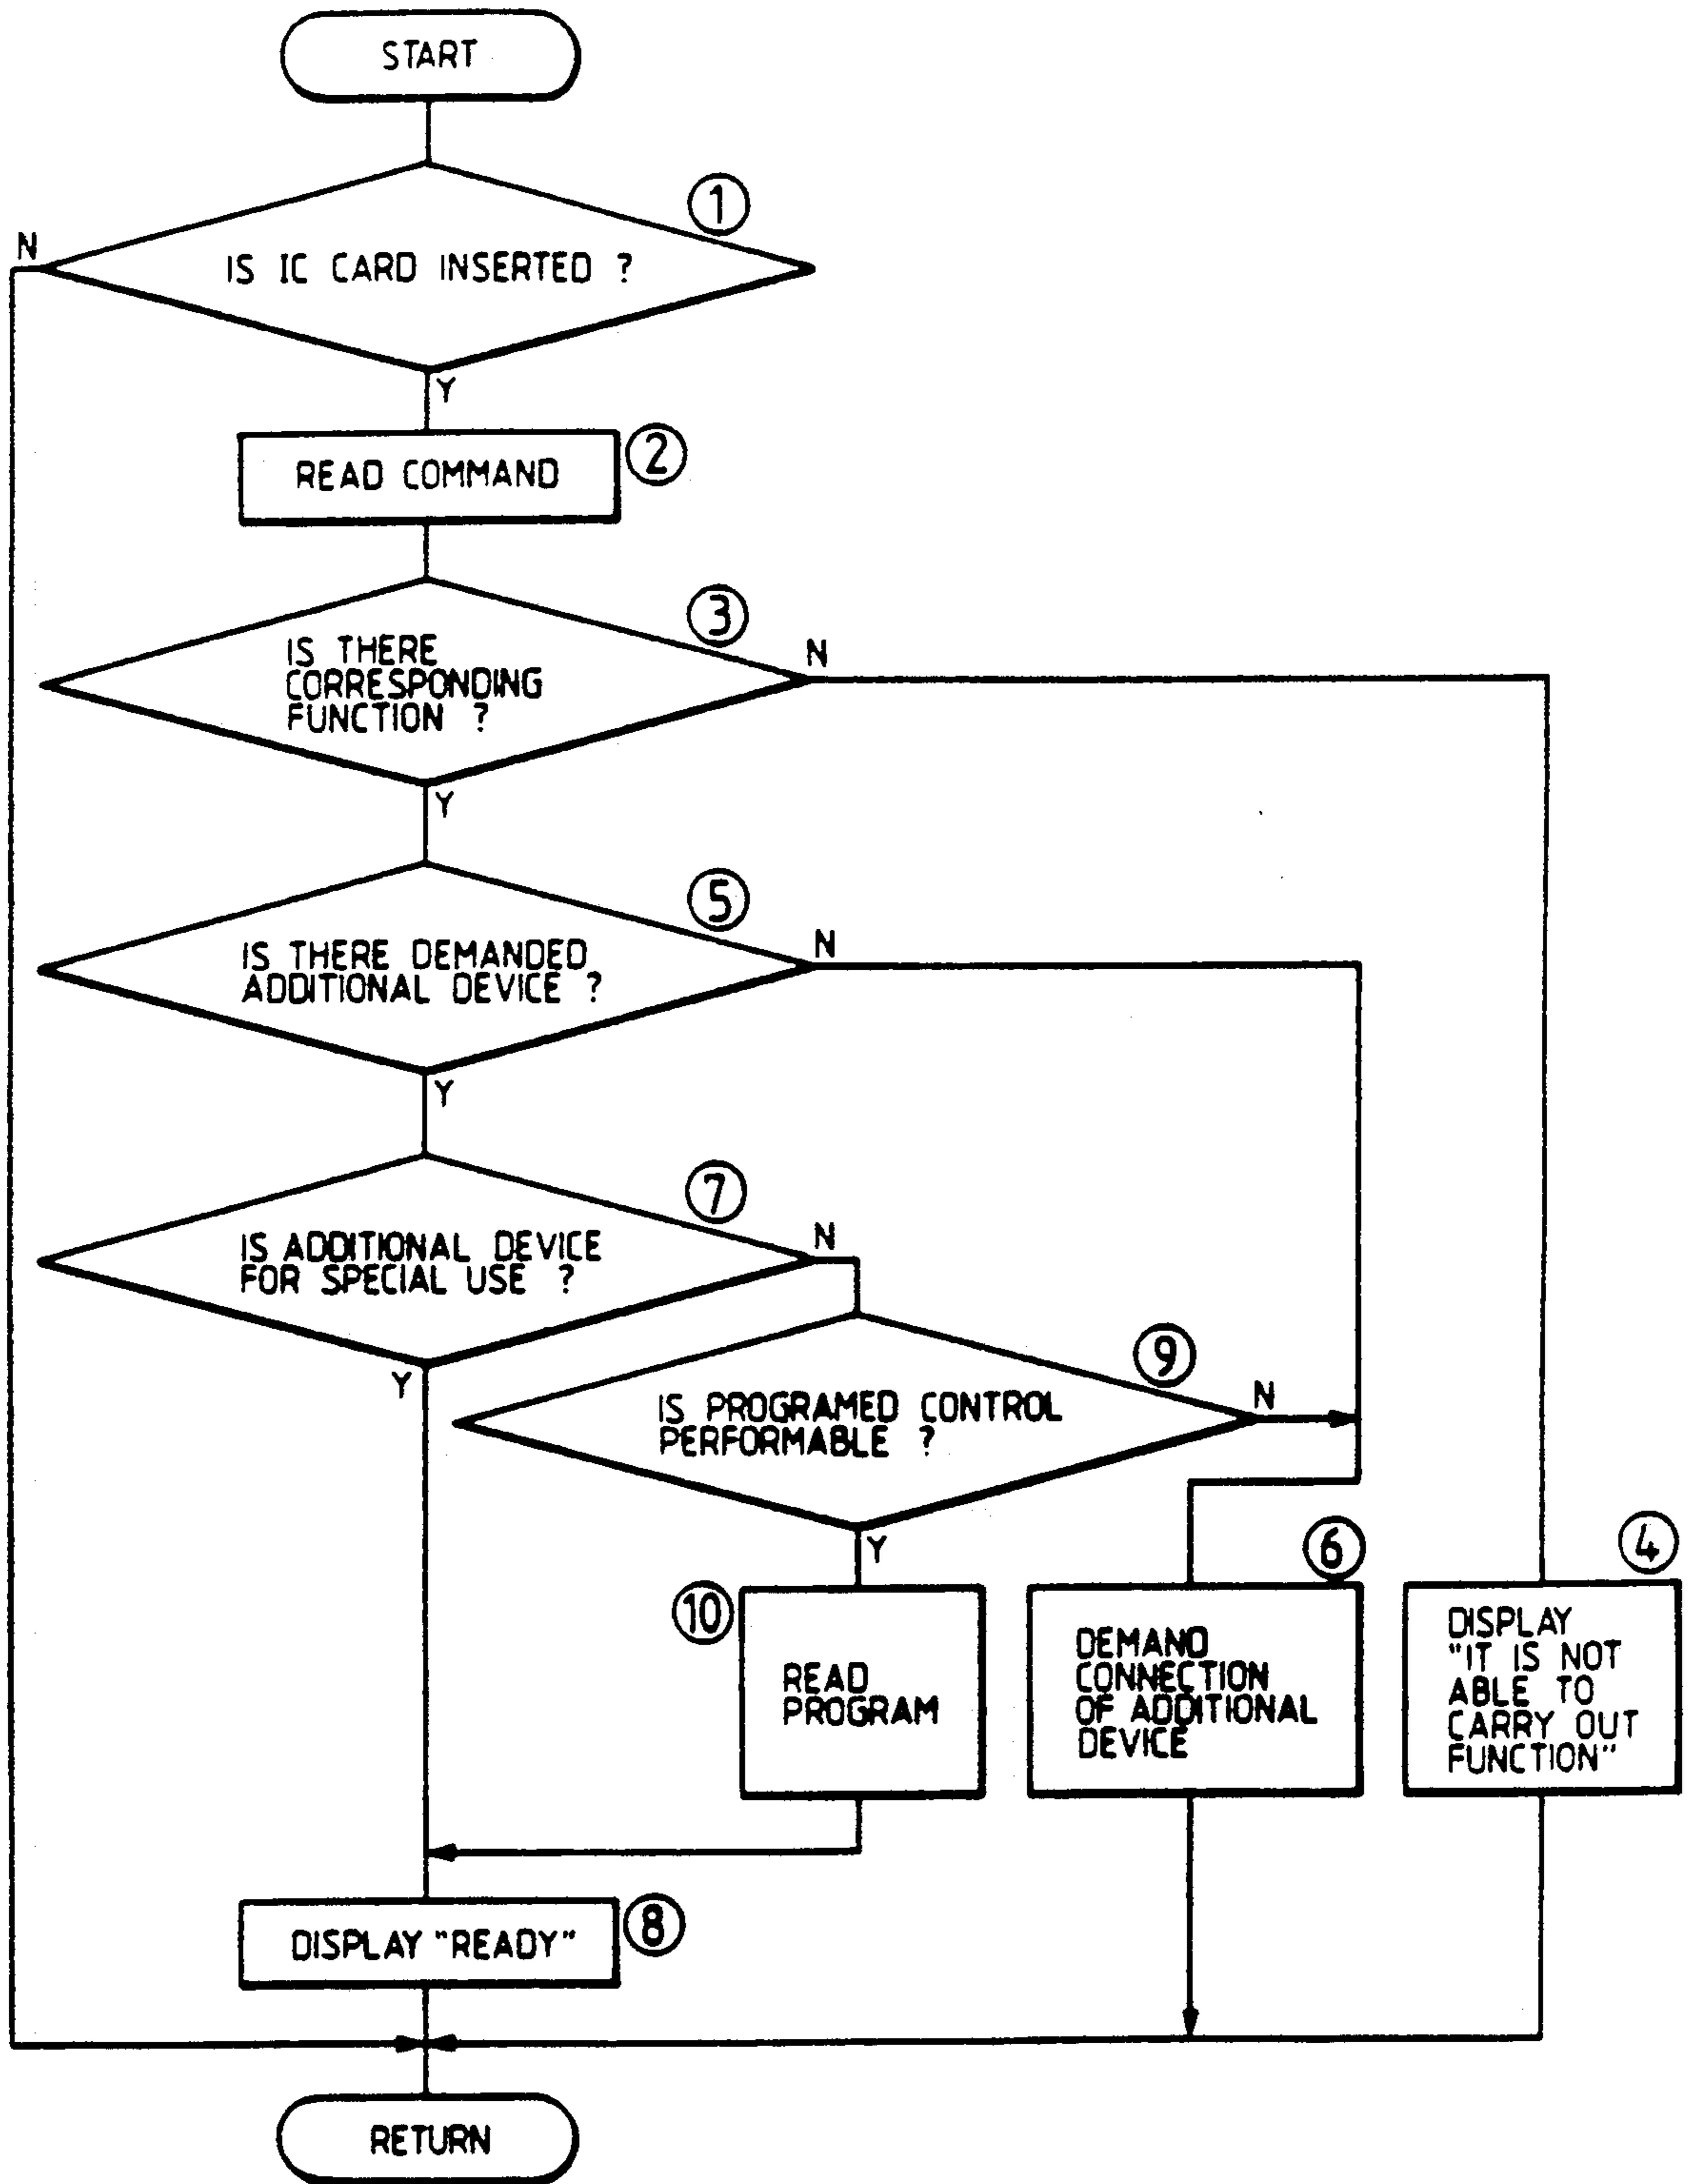 START
①
N
IS IC CARD INSERTED ?
Y
READ COMMAND
②
③
N
IS THERE
CORRESPONDING
FUNCTION ?
Y
⑤
N
IS THERE DEMANDED
ADDITIONAL DEVICE ?
Y
⑦
N
IS ADDITIONAL DEVICE
FOR SPECIAL USE ?
Y
⑨
N
IS PROGRAMED CONTROL
PERFORMABLE ?
Y
⑩
READ
PROGRAM
⑥
DEMAND
CONNECTION
OF ADDITIONAL
DEVICE
④
DISPLAY
"IT IS NOT
ABLE TO
CARRY OUT
FUNCTION"
DISPLAY "READY"
⑧
RETURN